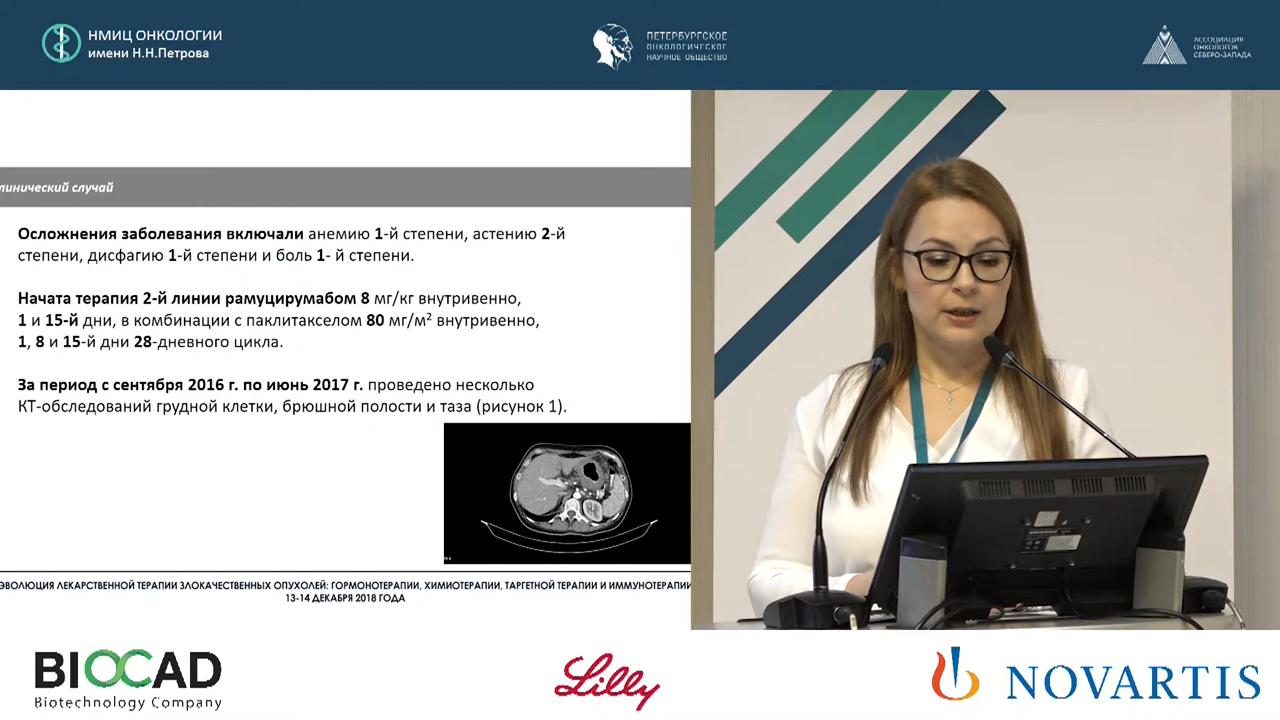 НМИЦ ОНКОЛОГИИ
имени Н.Н.Петрова
ПЕТЕРБУРГСКОЕ
ОНКОЛОГИЧЕСКОЕ
НАУЧНОЕ ОБЩЕСТВО
АССОЦИАЦИЯ
ОНКОЛОГОВ
СЕВЕРО-ЗАПАДА
линический случай
Осложнения заболевания включали анемию 1-й степени, астению 2-й
степени, дисфагию 1-й степени и боль 1- й степени.
Начата терапия 2-й линии рамуцирумабом 8 мг/кг внутривенно,
1 и 15-й дни, в комбинации с паклитакселом 80 мг/м² внутривенно,
1, 8 и 15-й дни 28-дневного цикла.
За период с сентября 2016 г. по июнь 2017 г. проведено несколько
КТ-обследований грудной клетки, брюшной полости и таза (рисунок 1).
ЭВОЛЮЦИЯ ЛЕКАРСТВЕННОЙ ТЕРАПИИ ЗЛОКАЧЕСТВЕННЫХ ОПУХОЛЕЙ: ГОРМОНОТЕРАПИИ, ХИМИОТЕРАПИИ, ТАРГЕТНОЙ ТЕРАПИИ И ИММУНОТЕРАПИИ
13-14 ДЕКАБРЯ 2018 ГОДА
BIOCAD
Biotechnology Company
Lilly
NOVARTIS